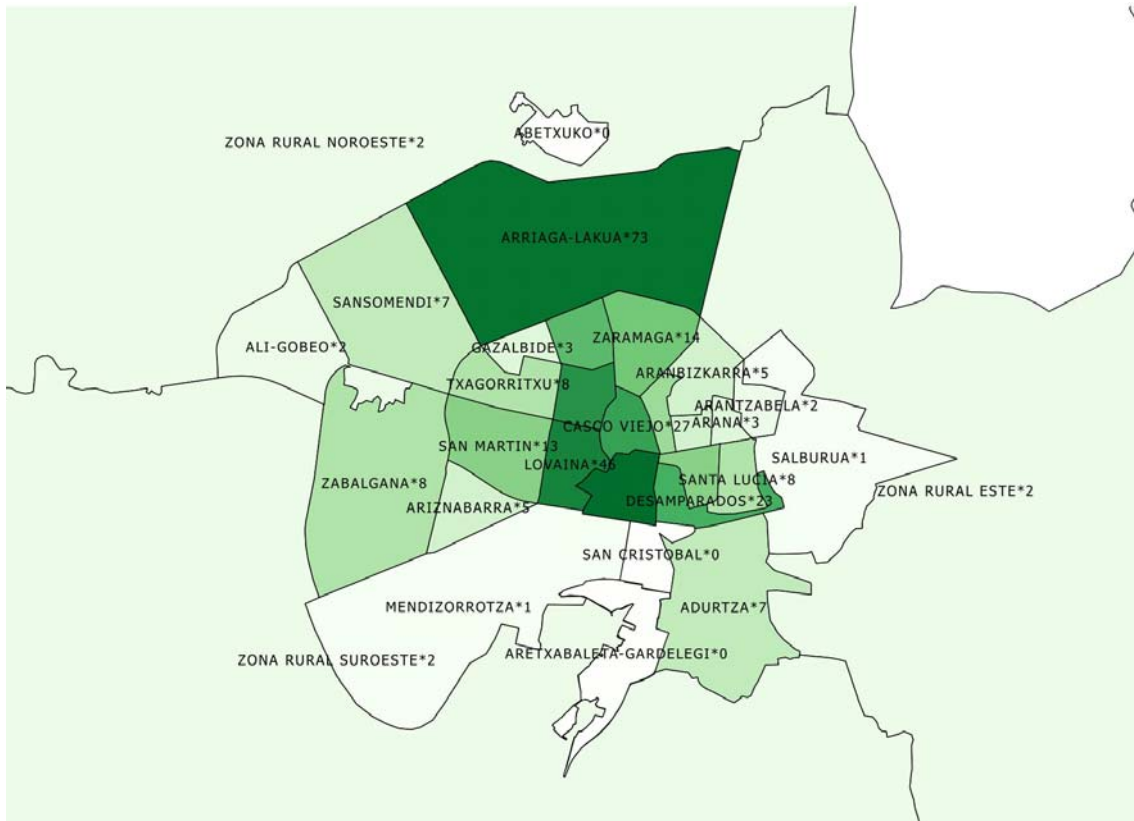 ABETXUKO*0
ZONA RURAL NOROESTE*2
ARRIAGA-LAKUA*73
SANSOMENDI*7
ZARAMAGA*14
ALI-GOBEO*2
GAZALBIDE*3
ARANBIZKARRA*5
TXAGORRITXU*8
ARANTZABELA*2
ARANA*3
CASCO VIEJO*27
SAN MARTIN*13
SALBURUA*1
LOVAINA*46
SANTA LUCIA*8
ZABALGANA*8
ZONA RURAL ESTE*2
DESAMPARADOS*23
ARIZNABARRA*5
SAN CRISTOBAL*0
MENDIZORROTZA*1
ADURTZA*7
ZONA RURAL SUROESTE*2
ARETXABALETA-GARDELEGI*0